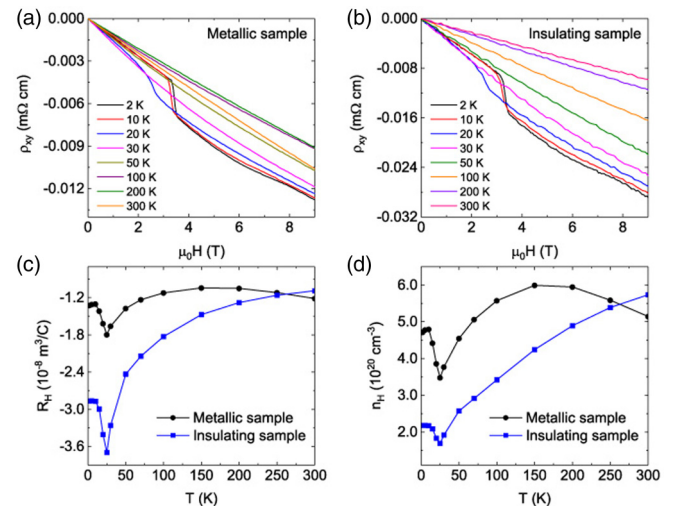 (a)
Metallic sample
0.000
-0.003
-0.006
-0.009
-0.012
ρxy (mΩ cm)
2 K
10 K
20 K
30 K
50 K
100 K
200 K
300 K
0 2 4 6 8
μ0H (T)
(b)
Insulating sample
0.000
-0.008
-0.016
-0.024
-0.032
ρxy (mΩ cm)
2 K
10 K
20 K
30 K
50 K
100 K
200 K
300 K
0 2 4 6 8
μ0H (T)
(c)
-1.2
-1.8
-2.4
-3.0
-3.6
RH (10-8 m3/C)
Metallic sample
Insulating sample
0 50 100 150 200 250 300
T (K)
(d)
6.0
5.0
4.0
3.0
2.0
nH (1020 cm-3)
Metallic sample
Insulating sample
0 50 100 150 200 250 300
T (K)